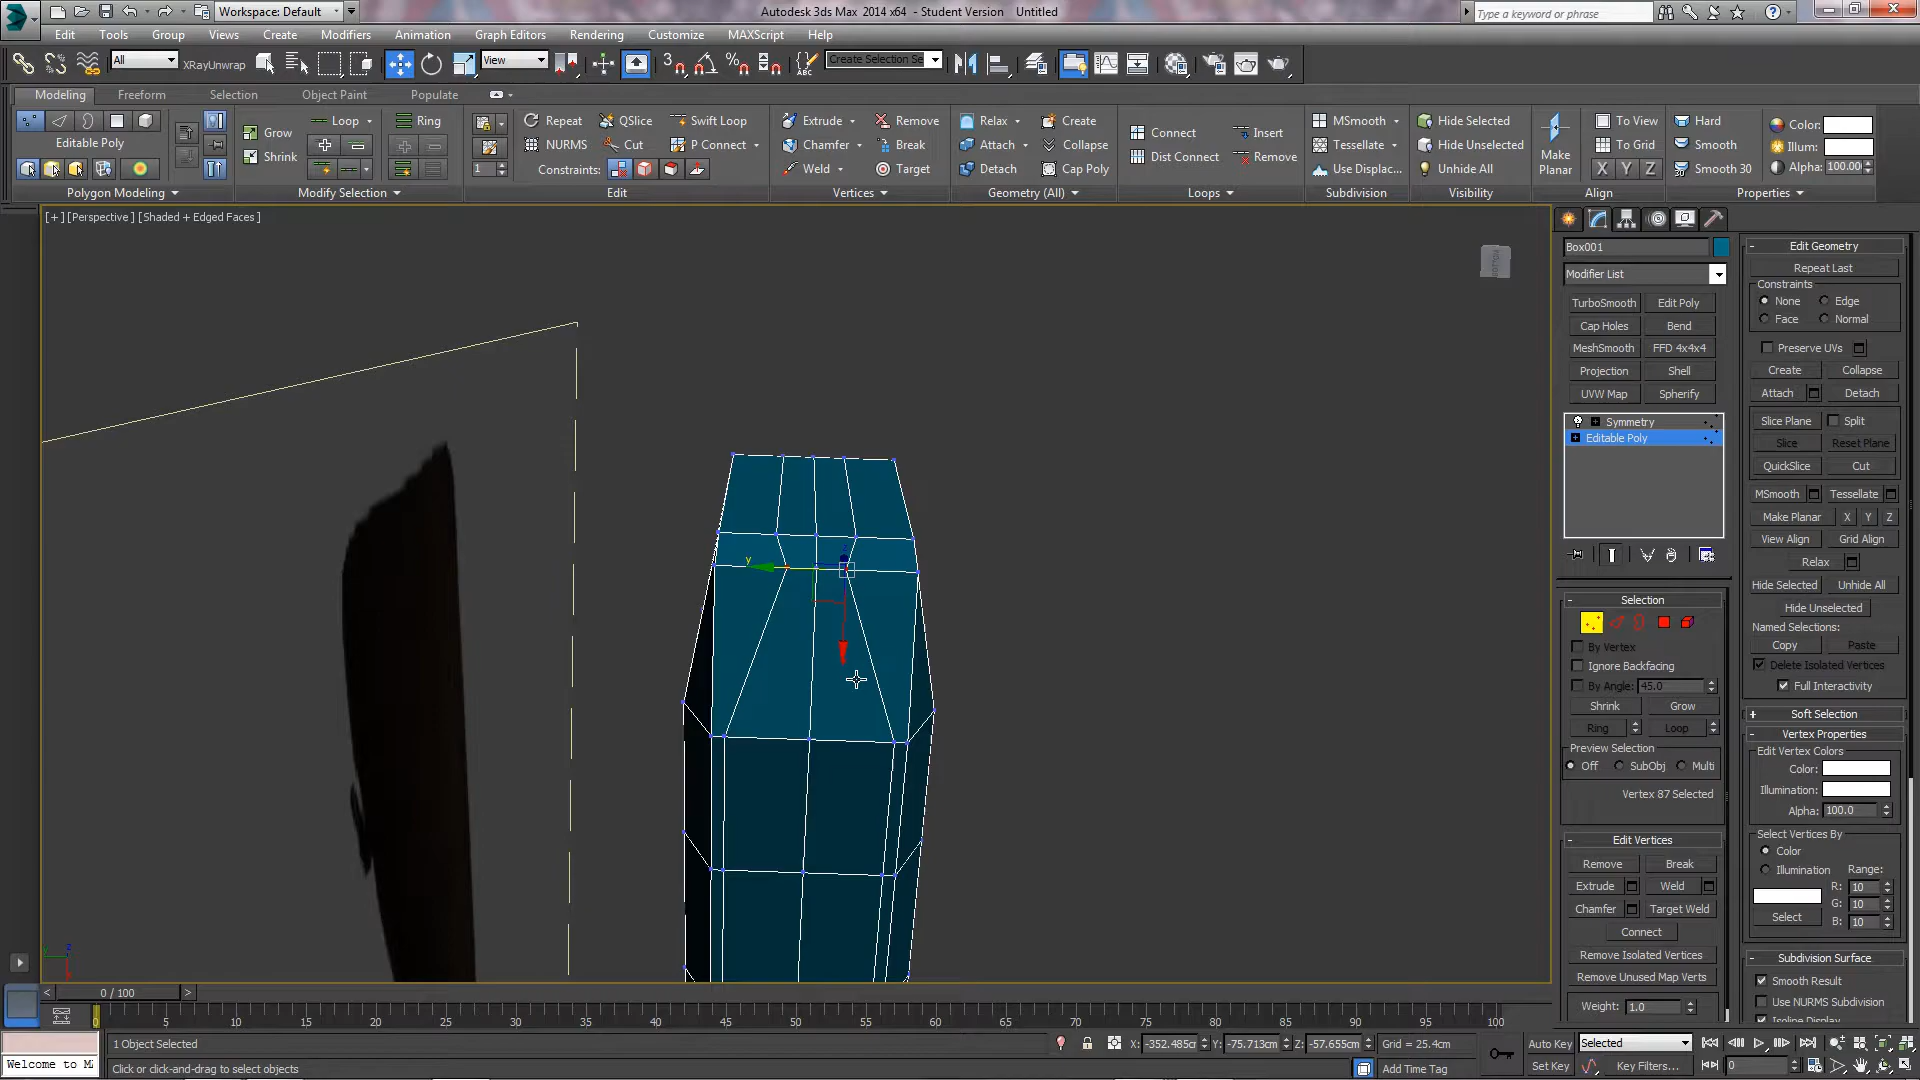 Workspace: Default
Autodesk 3ds Max 2014 x64 - Student Version Untitled
Type a keyword or phrase
Edit Tools Group Views Create Modifiers Animation Graph Editors Rendering Customize MAXScript Help
All XRayUnwrap View Create Selection Se
Modeling Freeform Selection Object Paint Populate
Grow Loop Ring Repeat QSlice Swift Loop Extrude Remove Relax Create Connect Insert MSmooth Hide Selected To View Hard Color:
Editable Poly NURMS Cut P Connect Chamfer Break Attach Collapse Tessellate Hide Unselected Make Planar To Grid Smooth Illum:
Shrink 1 Constraints: Weld Target Detach Cap Poly Dist Connect Remove Use Displac... Unhide All X Y Z Smooth 30 Alpha: 100.00
Polygon Modeling Modify Selection Edit Vertices Geometry (All) Loops Subdivision Visibility Align Properties
[+] [Perspective] [Shaded + Edged Faces]
y
Box001
Modifier List
TurboSmooth Edit Poly
Cap Holes Bend
MeshSmooth FFD 4x4x4
Projection Shell
UVW Map Spherify
Symmetry
Editable Poly
Selection
By Vertex
Ignore Backfacing
By Angle: 45.0
Shrink Grow
Ring Loop
Preview Selection
Off SubObj Multi
Vertex 87 Selected
Edit Vertices
Remove Break
Extrude Weld
Chamfer Target Weld
Connect
Remove Isolated Vertices
Remove Unused Map Verts
Weight: 1.0
Edit Geometry
Repeat Last
Constraints
None Edge
Face Normal
Preserve UVs
Create Collapse
Attach Detach
Slice Plane Split
Slice Reset Plane
QuickSlice Cut
MSmooth Tessellate
Make Planar X Y Z
View Align Grid Align
Relax
Hide Selected Unhide All
Hide Unselected
Named Selections:
Copy Paste
Delete Isolated Vertices
Full Interactivity
Soft Selection
Vertex Properties
Edit Vertex Colors
Color:
Illumination:
Alpha: 100.0
Select Vertices By
Color
Illumination Range:
R: 10
G: 10
Select B: 10
Subdivision Surface
Smooth Result
Use NURMS Subdivision
Isoline Display
0 / 100
0 5 10 15 20 25 30 35 40 45 50 55 60 65 70 75 80 85 90 95 100
1 Object Selected X: -352.485cr Y: -75.713cm Z: -57.655cm Grid = 25.4cm Auto Key Selected
Welcome to M Click or click-and-drag to select objects Add Time Tag Set Key Key Filters... 0